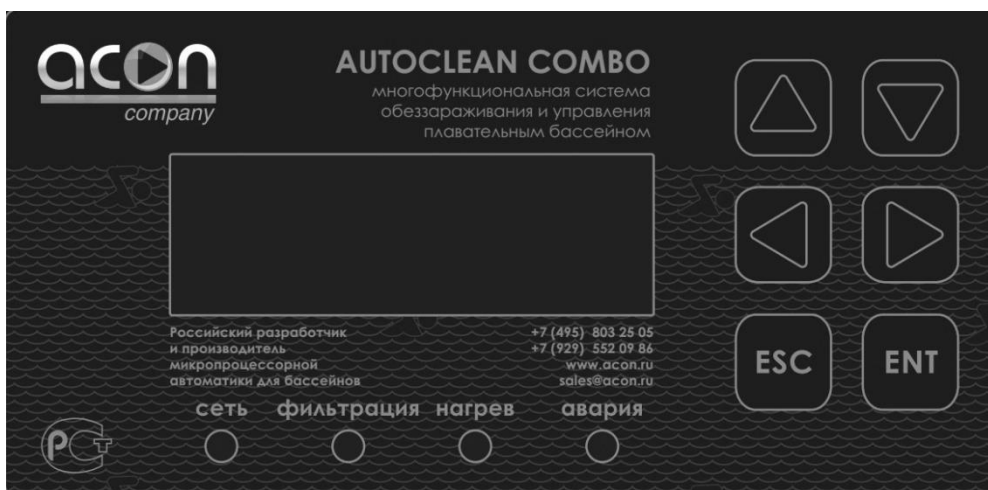 acon
company
AUTOCLEAN COMBO
многофункциональная система
обеззараживания и управления
плавательным бассейном
Российский разработчик
и производитель
микропроцессорной
автоматики для бассейнов
+7 (495) 803 25 05
+7 (929) 552 09 86
www.acon.ru
sales@acon.ru
ESC
ENT
сеть фильтрация нагрев авария
РСТ